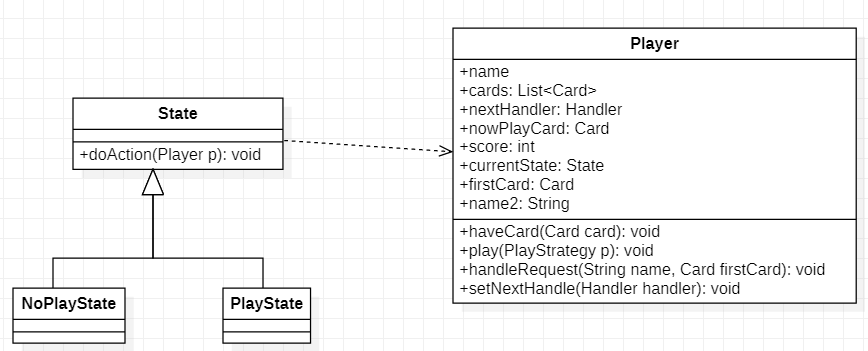 State
+doAction(Player p): void
NoPlayState
PlayState
Player
+name
+cards: List<Card>
+nextHandler: Handler
+nowPlayCard: Card
+score: int
+currentState: State
+firstCard: Card
+name2: String
+haveCard(Card card): void
+play(PlayStrategy p): void
+handleRequest(String name, Card firstCard): void
+setNextHandle(Handler handler): void